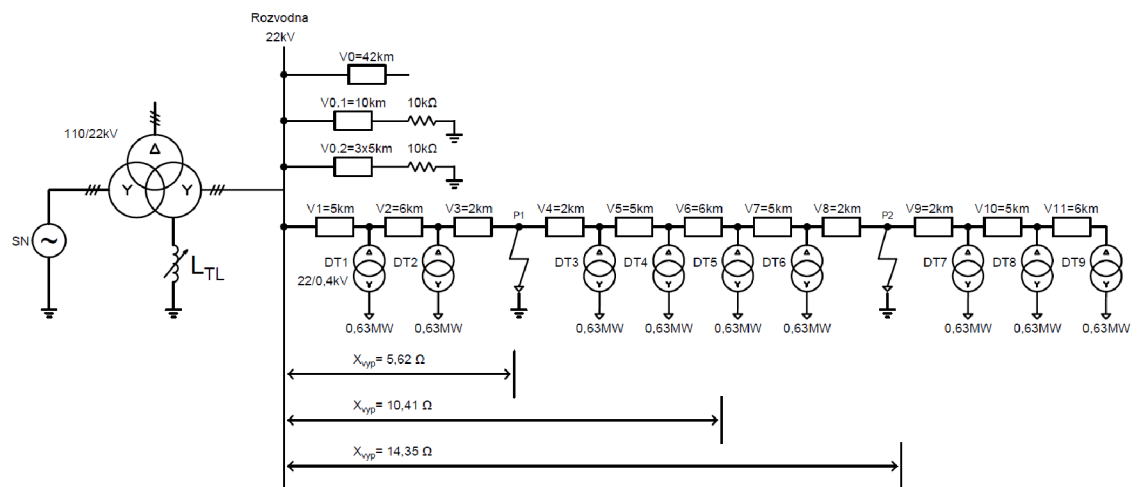 Rozvodna
22kV
V0=42km
V0,1=10km 10kΩ
110/22kV
V0,2=3x5km 10kΩ
Δ
Y Y
V1=5km V2=6km V3=2km P1 V4=2km V5=5km V6=6km V7=5km V8=2km P2 V9=2km V10=5km V11=6km
SN
~
LTL
DT1 DT2 DT3 DT4 DT5 DT6 DT7 DT8 DT9
Δ Δ Δ Δ Δ Δ Δ Δ Δ
22/0,4kV
Y Y Y Y Y Y Y Y Y
0,63MW 0,63MW 0,63MW 0,63MW 0,63MW 0,63MW 0,63MW 0,63MW 0,63MW
Xvyp= 5,62 Ω
Xvyp= 10,41 Ω
Xvyp= 14,35 Ω